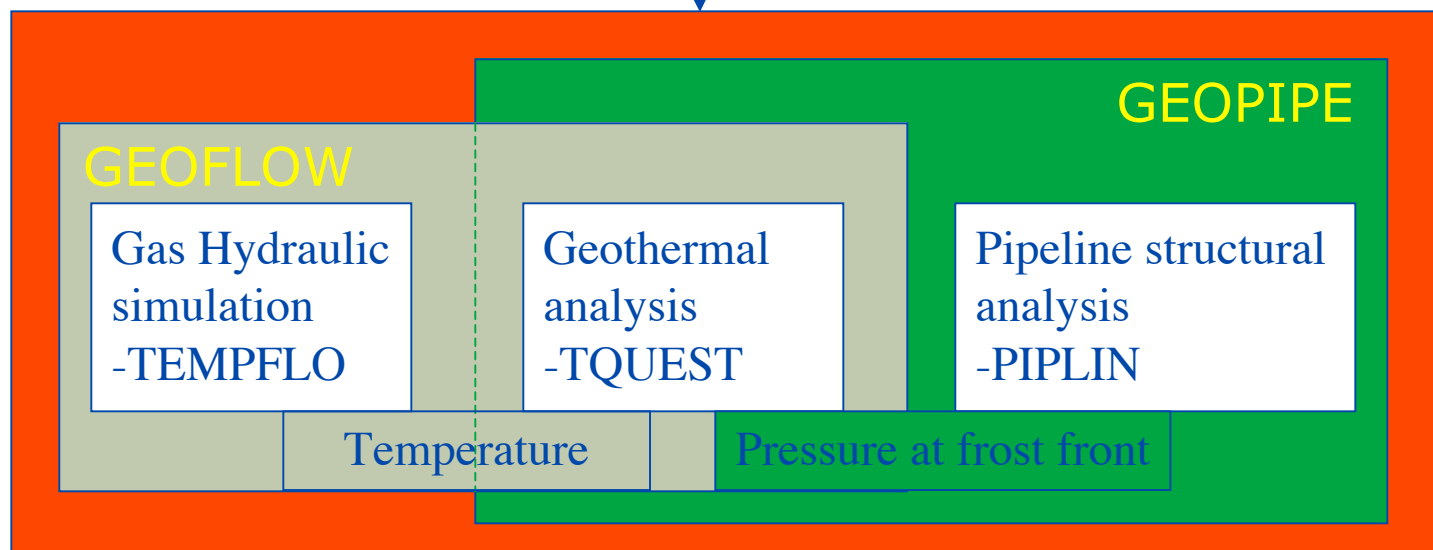 GEOPIPE
GEOFLOW
Gas Hydraulic
simulation
-TEMPFLO
Geothermal
analysis
-TQUEST
Pipeline structural
analysis
-PIPLIN
Temperature
Pressure at frost front